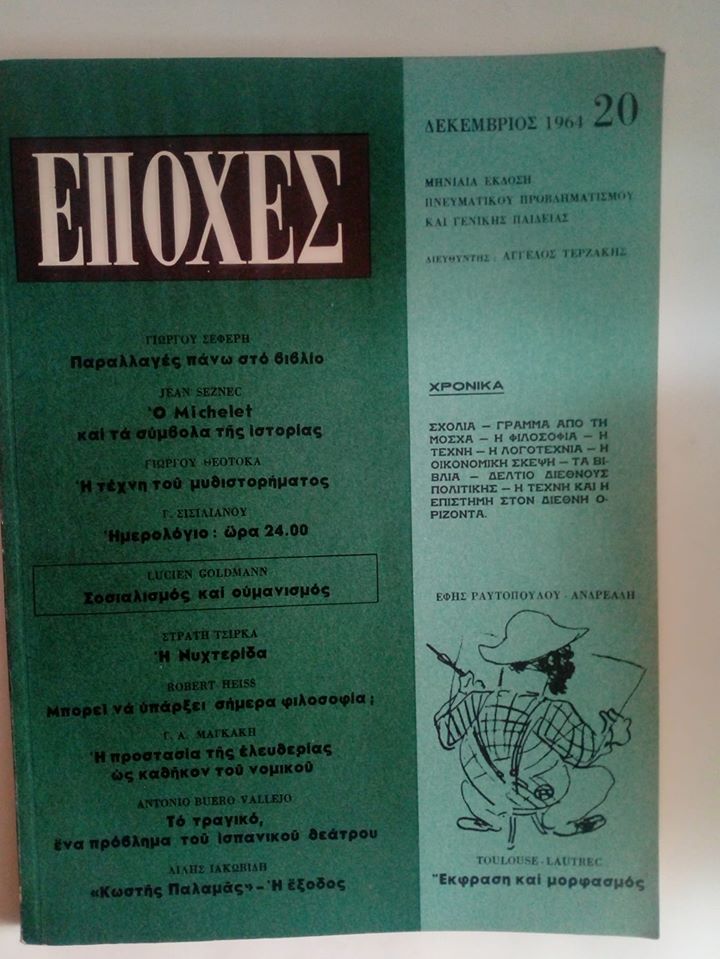 ΕΠΟΧΕΣ
ΓΙΩΡΓΟΥ ΣΕΦΕΡΗ
Παραλλαγές πάνω στό βιβλίο
JEAN SEZNEC
Ὁ Michelet
καί τά σύμβολα τῆς ἱστορίας
ΓΙΩΡΓΟΥ ΘΕΟΤΟΚΑ
Ἡ τέχνη τοῦ μυθιστορήματος
Γ. ΣΙΣΙΛΙΑΝΟΥ
Ἡμερολόγιο : ὥρα 24.00
LUCIEN GOLDMANN
Σοσιαλισμός καί οὑμανισμός
ΣΤΡΑΤΗ ΤΣΙΡΚΑ
Ἡ Νυχτερίδα
ROBERT HEISS
Μπορεῖ νά ὑπάρξει σήμερα φιλοσοφία ;
Γ. Α. ΜΑΓΚΑΚΗ
Ἡ προστασία τῆς ἐλευθερίας
ὡς καθῆκον τοῦ νομικοῦ
ANTONIO BUERO VALLEJO
Τό τραγικό,
ἕνα πρόβλημα τοῦ ἱσπανικοῦ θεάτρου
ΛΙΛΗΣ ΙΑΚΩΒΙΔΗ
«Κωστῆς Παλαμᾶς» – Ἡ ἔξοδος
ΔΕΚΕΜΒΡΙΟΣ 1964 20
ΜΗΝΙΑΙΑ ΕΚΔΟΣΗ
ΠΝΕΥΜΑΤΙΚΟΥ ΠΡΟΒΛΗΜΑΤΙΣΜΟΥ
ΚΑΙ ΓΕΝΙΚΗΣ ΠΑΙΔΕΙΑΣ
ΔΙΕΥΘΥΝΤΗΣ : ΑΓΓΕΛΟΣ ΤΕΡΖΑΚΗΣ
ΧΡΟΝΙΚΑ
ΣΧΟΛΙΑ – ΓΡΑΜΜΑ ΑΠΟ ΤΗ
ΜΟΣΧΑ – Η ΦΙΛΟΣΟΦΙΑ – Η
ΤΕΧΝΗ – Η ΛΟΓΟΤΕΧΝΙΑ – Η
ΟΙΚΟΝΟΜΙΚΗ ΣΚΕΨΗ – ΤΑ ΒΙ-
ΒΛΙΑ – ΔΕΛΤΙΟ ΔΙΕΘΝΟΥΣ
ΠΟΛΙΤΙΚΗΣ – Η ΤΕΧΝΗ ΚΑΙ Η
ΕΠΙΣΤΗΜΗ ΣΤΟΝ ΔΙΕΘΝΗ Ο-
ΡΙΖΟΝΤΑ.
ΕΦΗΣ ΡΑΥΤΟΠΟΥΛΟΥ - ΑΝΔΡΕΑΔΗ
TOULOUSE - LAUTREC
Ἔκφραση καί μορφασμός